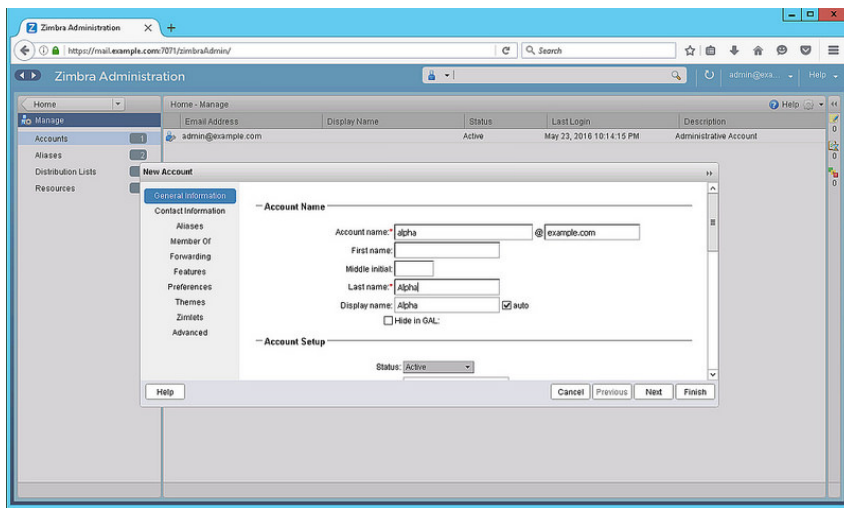 Zimbra Administration
https://mail.example.com:7071/zimbraAdmin/
Search
Zimbra Administration
admin@exa...
Help
Home
Home - Manage
Help
Manage
Email Address Display Name Status Last Login Description
Accounts 1
admin@example.com Active May 23, 2016 10:14:15 PM Administrative Account
0
Aliases 2
0
Distribution Lists
Resources
0
New Account
General Information
Contact Information
Aliases
Member Of
Forwarding
Features
Preferences
Themes
Zimlets
Advanced
Account Name
Account name:* alpha @ example.com
First name:
Middle initial:
Last name:* Alpha
Display name: Alpha auto
Hide in GAL:
Account Setup
Status: Active
Help Cancel Previous Next Finish